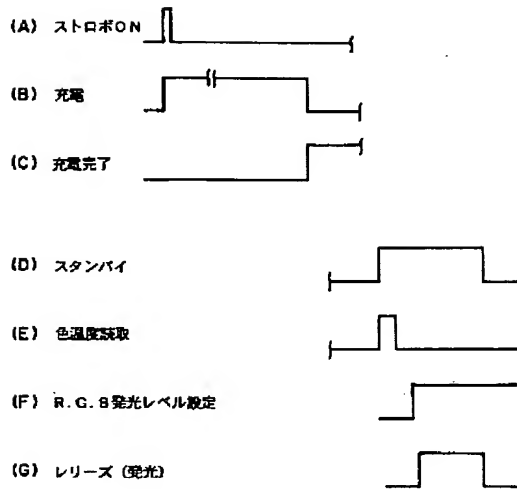 (A) ストロボON
(B) 充電
(C) 充電完了
(D) スタンバイ
(E) 色温度読取
(F) R.G.B発光レベル設定
(G) レリーズ(発光)